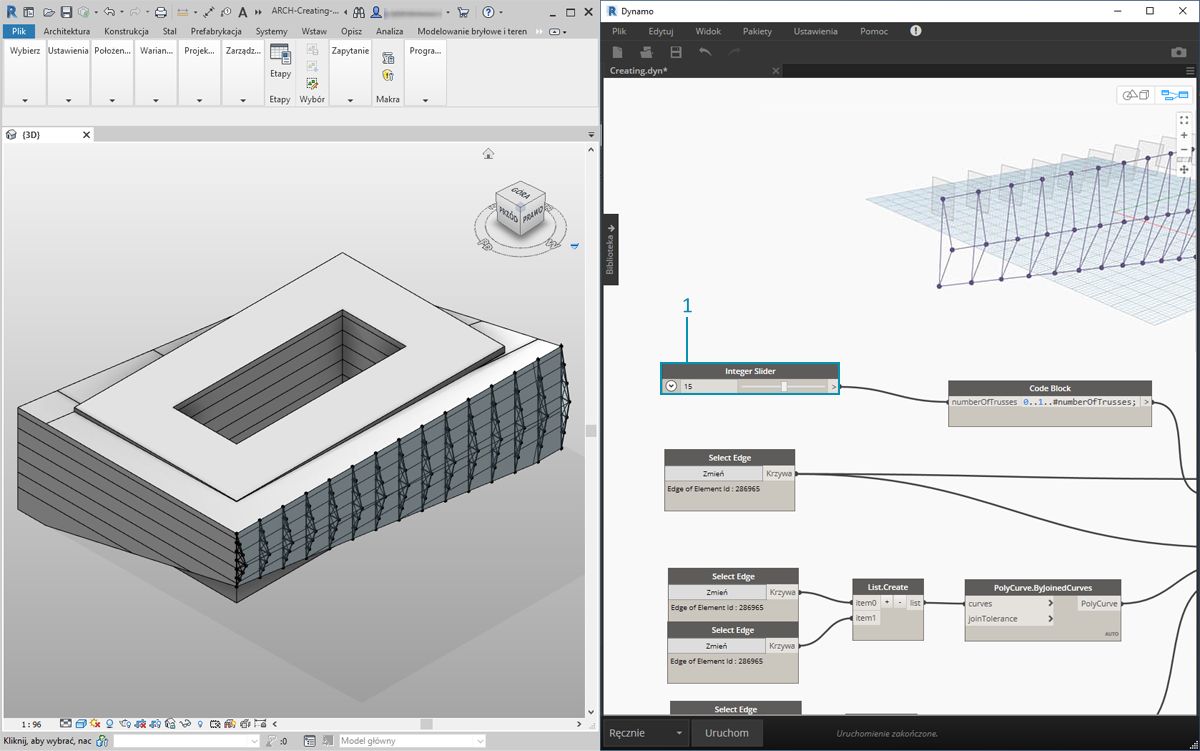 ARCH-Creating-...
Plik Architektura Konstrukcja Stal Prefabrykacja Systemy Wstaw Opisz Analiza Modelowanie bryłowe i teren
Wybierz Ustawienia Położen... Warian... Projek... Zarządz... Etapy Zapytanie Progra...
Etapy Wybór Makra
{3D}
GÓRA
PRZÓD PRAWO
1 : 96
Kliknij, aby wybrać, nac :0 Model główny
Dynamo
Plik Edytuj Widok Pakiety Ustawienia Pomoc
Creating.dyn*
Biblioteka
1
Integer Slider
15 >
Code Block
numberOfTrusses 0..1..#numberOfTrusses; >
Select Edge
Zmień Krzywa
Edge of Element Id : 286965
Select Edge
Zmień Krzywa
Edge of Element Id : 286965
Select Edge
Zmień Krzywa
Edge of Element Id : 286965
List.Create
item0 + - list
item1
PolyCurve.ByJoinedCurves
curves > PolyCurve
joinTolerance >
AUTO
Select Edge
Ręcznie Uruchom Uruchomienie zakończone.